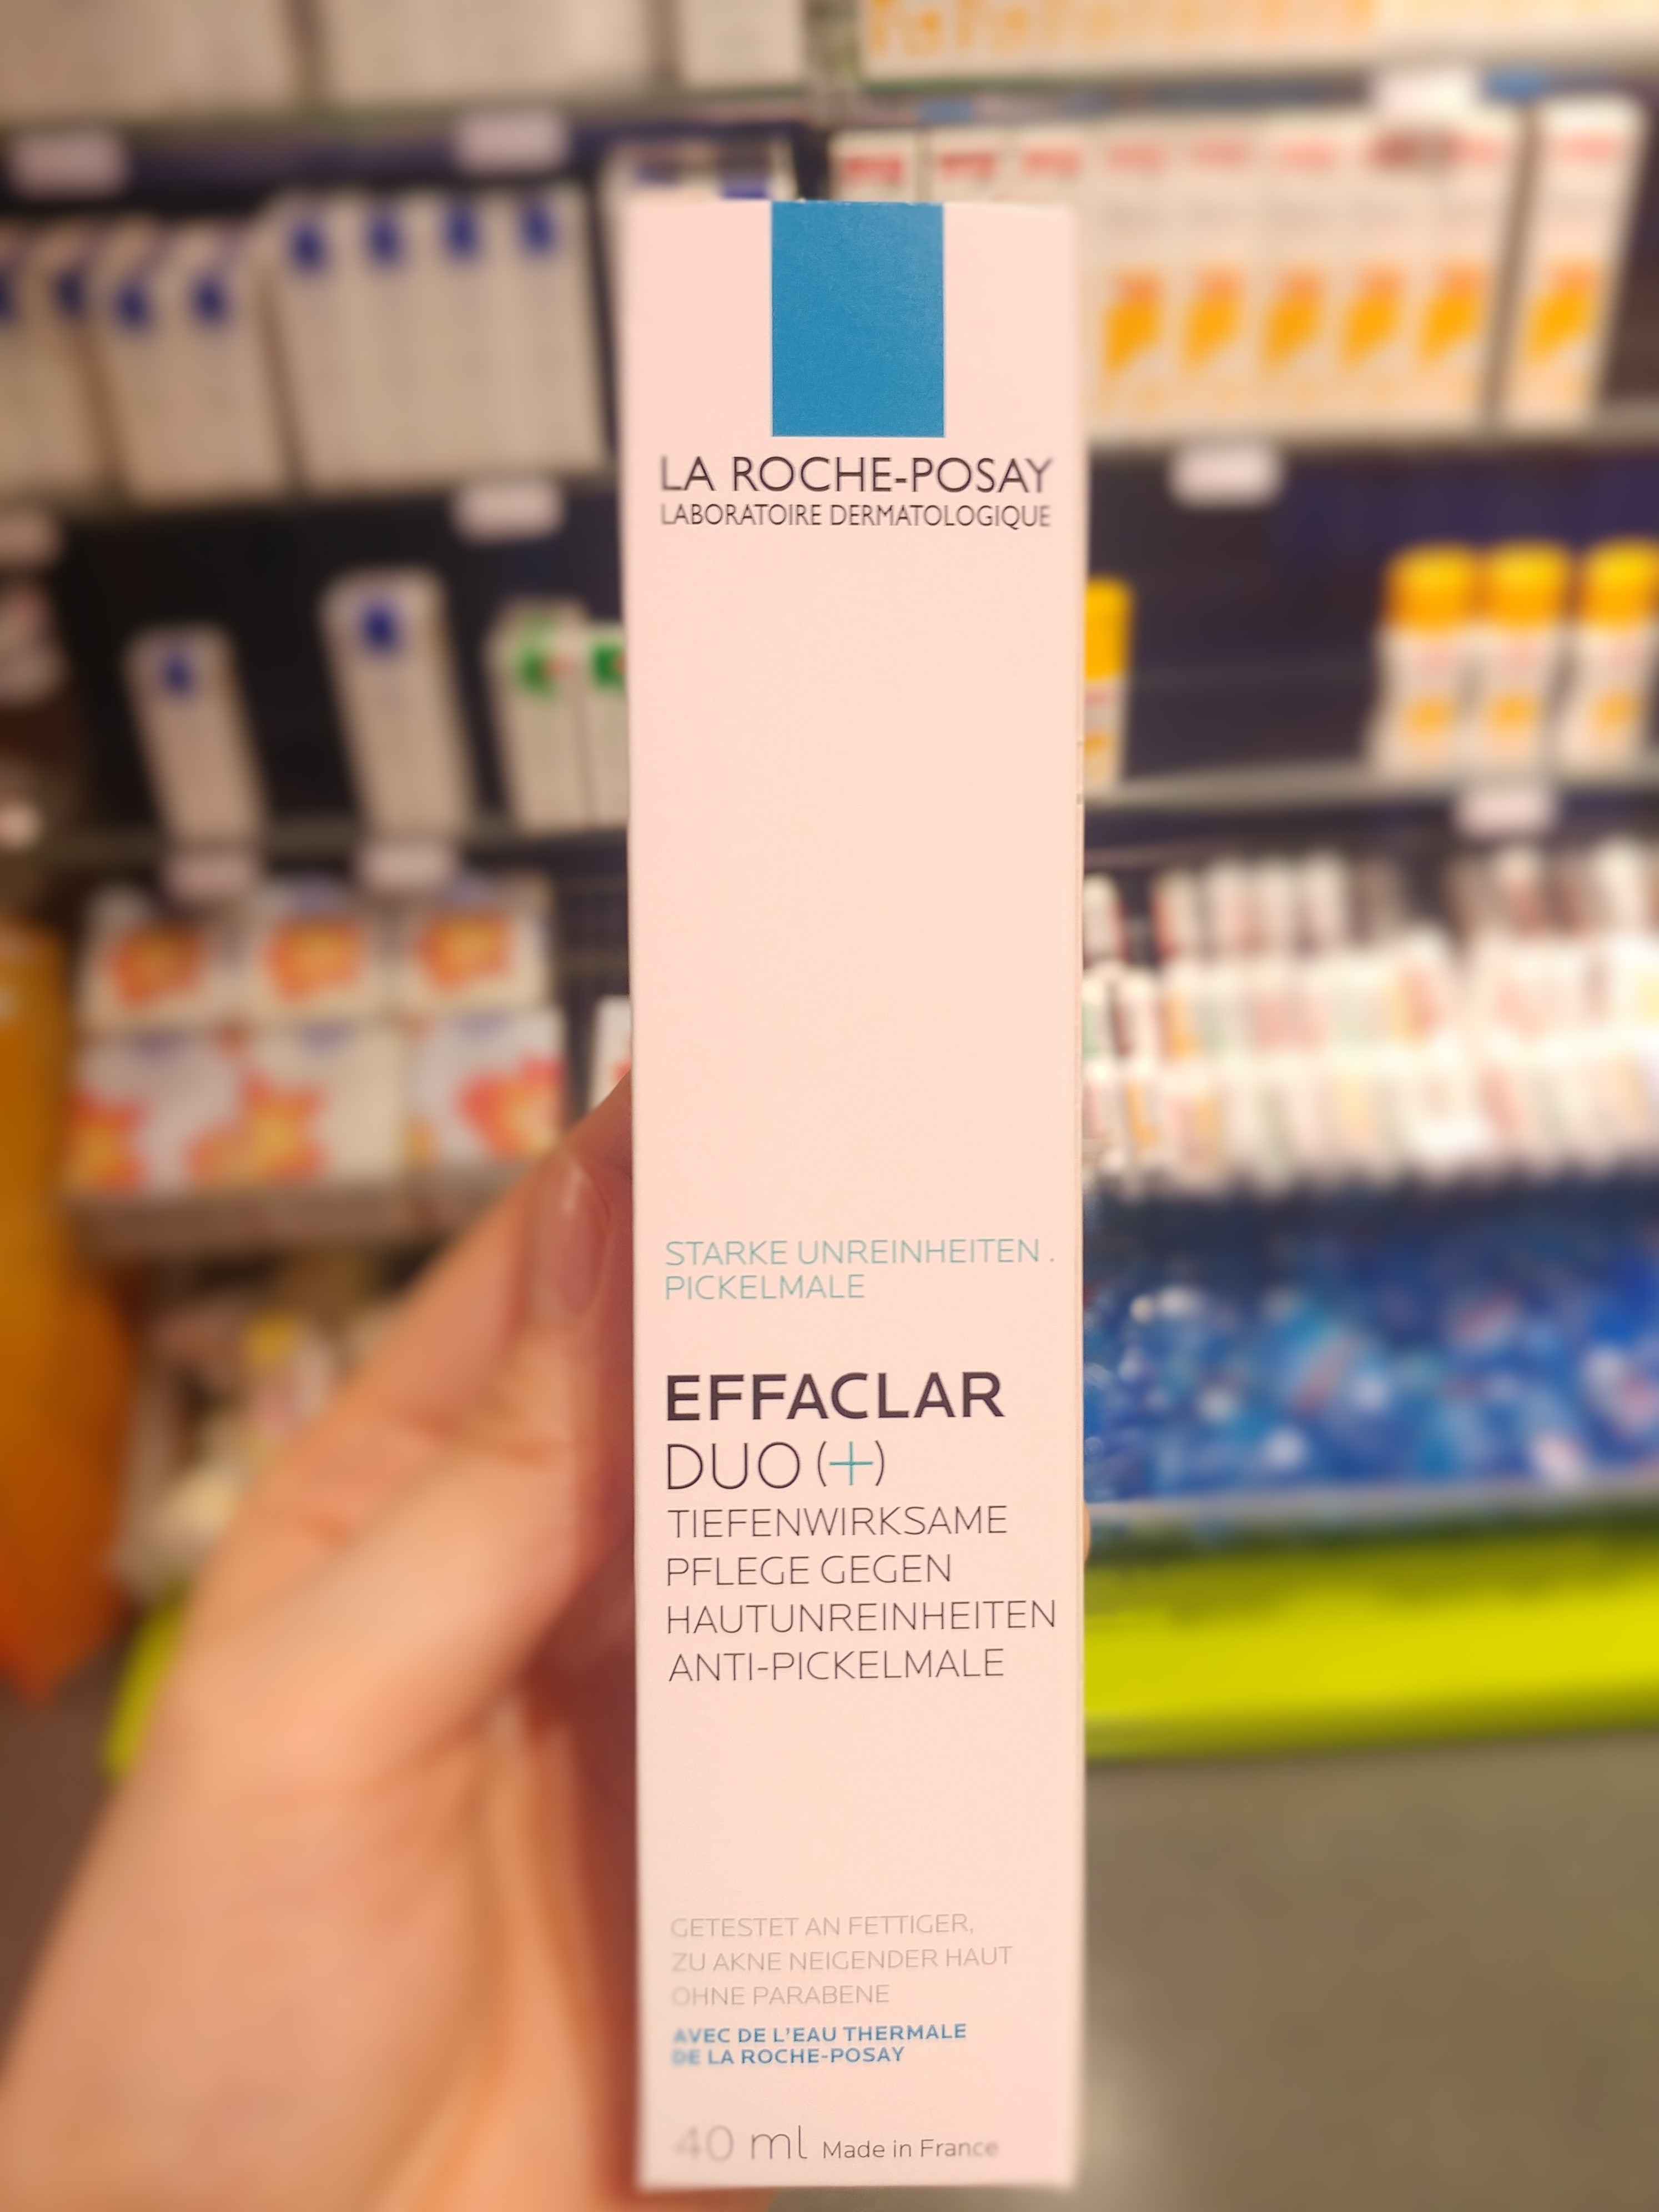 LA ROCHE-POSAY
LABORATOIRE DERMATOLOGIQUE
STARKE UNREINHEITEN .
PICKELMALE
EFFACLAR
DUO (+)
TIEFENWIRKSAME
PFLEGE GEGEN
HAUTUNREINHEITEN
ANTI-PICKELMALE
GETESTET AN FETTIGER,
ZU AKNE NEIGENDER HAUT
OHNE PARABENE
AVEC DE L'EAU THERMALE
DE LA ROCHE-POSAY
40 ml Made in France